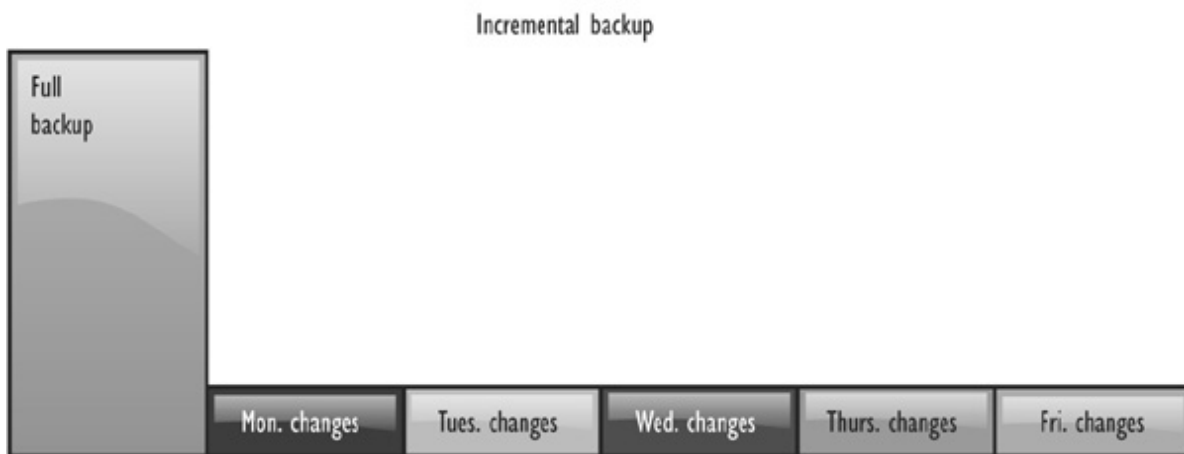 Incremental backup
Full
backup
Mon. changes
Tues. changes
Wed. changes
Thurs. changes
Fri. changes